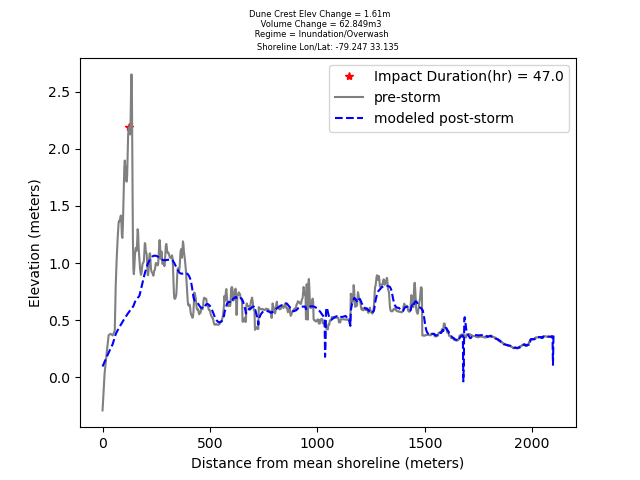 Dune Crest Elev Change = 1.61m
Volume Change = 62.849m3
Regime = Inundation/Overwash
Shoreline Lon/Lat: -79.247 33.135
Impact Duration(hr) = 47.0
pre-storm
modeled post-storm
Elevation (meters)
2.5
2.0
1.5
1.0
0.5
0.0
0
500
1000
1500
2000
Distance from mean shoreline (meters)